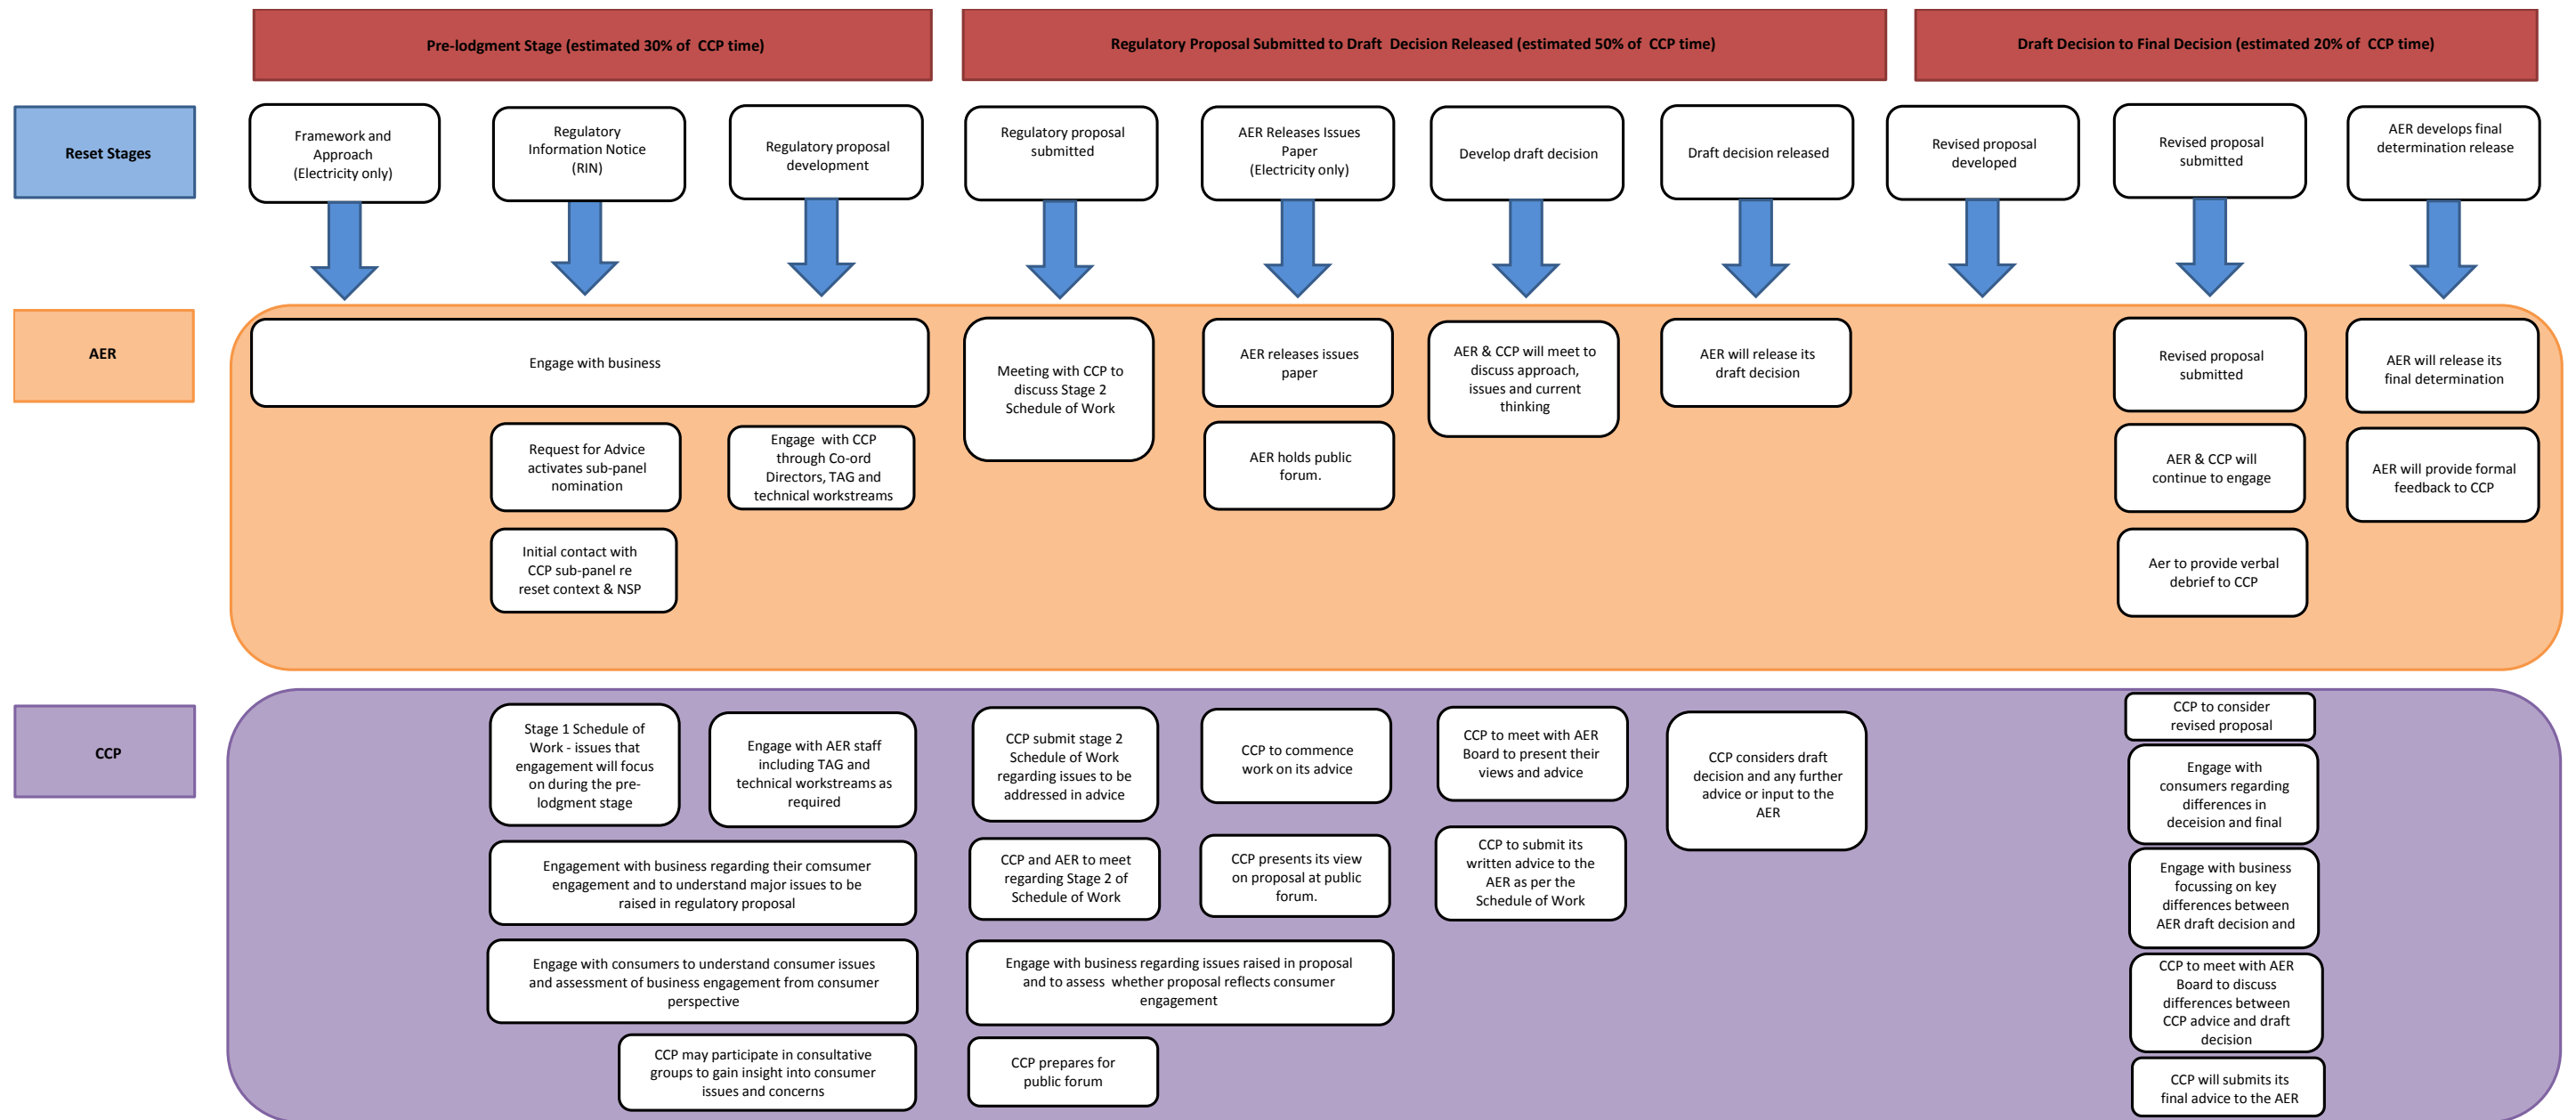 Pre-lodgment Stage (estimated 30% of CCP time)
Regulatory Proposal Submitted to Draft Decision Released (estimated 50% of CCP time)
Draft Decision to Final Decision (estimated 20% of CCP time)
Reset Stages
Framework and
Approach
(Electricity only)
Regulatory
Information Notice
(RIN)
Regulatory proposal
development
Regulatory proposal
submitted
AER Releases Issues
Paper
(Electricity only)
Develop draft decision
Draft decision released
Revised proposal
developed
Revised proposal
submitted
AER develops final
determination release
AER
Engage with business
Request for Advice
activates sub-panel
nomination
Initial contact with
CCP sub-panel re
reset context & NSP
Engage with CCP
through Co-ord
Directors, TAG and
technical workstreams
Meeting with CCP to
discuss Stage 2
Schedule of Work
AER releases issues
paper
AER holds public
forum.
AER & CCP will meet to
discuss approach,
issues and current
thinking
AER will release its
draft decision
Revised proposal
submitted
AER & CCP will
continue to engage
Aer to provide verbal
debrief to CCP
AER will release its
final determination
AER will provide formal
feedback to CCP
CCP
Stage 1 Schedule of
Work - issues that
engagement will focus
on during the pre-
lodgment stage
Engage with AER staff
including TAG and
technical workstreams as
required
Engagement with business regarding their comsumer
engagement and to understand major issues to be
raised in regulatory proposal
Engage with consumers to understand consumer issues
and assessment of business engagement from consumer
perspective
CCP may participate in consultative
groups to gain insight into consumer
issues and concerns
CCP submit stage 2
Schedule of Work
regarding issues to be
addressed in advice
CCP and AER to meet
regarding Stage 2 of
Schedule of Work
Engage with business regarding issues raised in proposal
and to assess whether proposal reflects consumer
engagement
CCP prepares for
public forum
CCP to commence
work on its advice
CCP presents its view
on proposal at public
forum.
CCP to meet with AER
Board to present their
views and advice
CCP to submit its
written advice to the
AER as per the
Schedule of Work
CCP considers draft
decision and any further
advice or input to the
AER
CCP to consider
revised proposal
Engage with
consumers regarding
differences in
deceision and final
Engage with business
focussing on key
differences between
AER draft decision and
CCP to meet with AER
Board to discuss
differences between
CCP advice and draft
decision
CCP will submits its
final advice to the AER